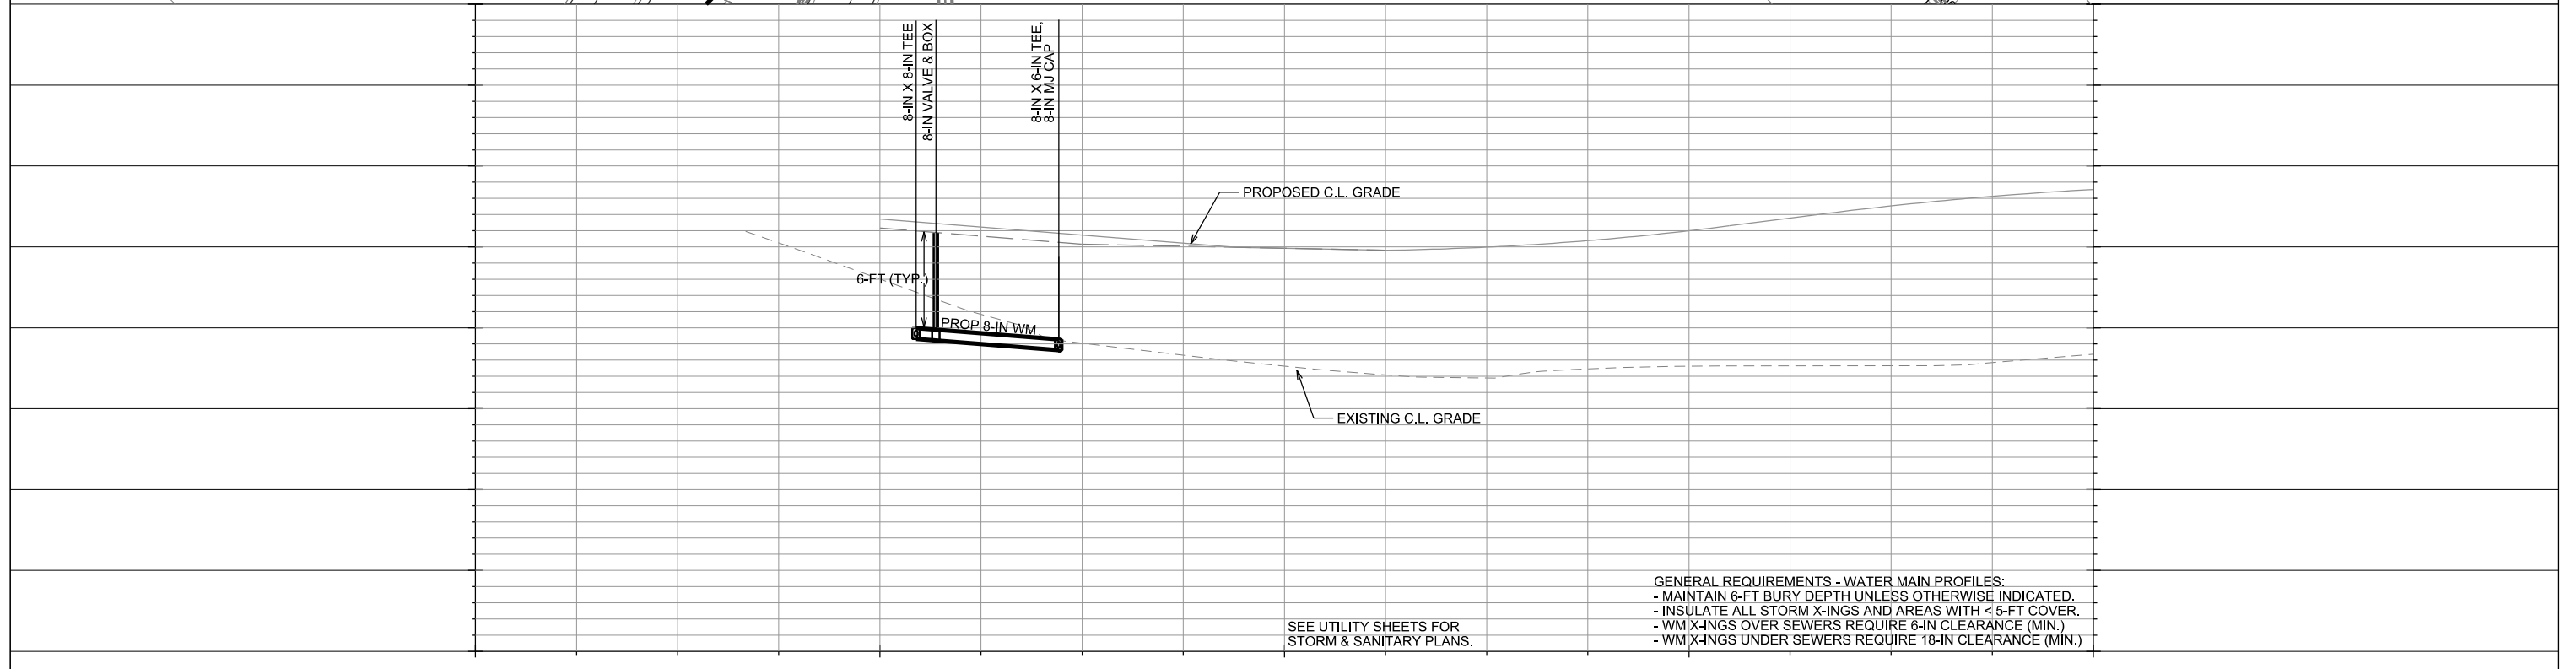 8-IN X 8-IN TEE
8-IN VALVE & BOX
8-IN X 6-IN TEE,
8-IN MJ CAP
PROPOSED C.L. GRADE
6-FT (TYP.)
PROP 8-IN WM
EXISTING C.L. GRADE
SEE UTILITY SHEETS FOR
STORM & SANITARY PLANS.
GENERAL REQUIREMENTS - WATER MAIN PROFILES:
- MAINTAIN 6-FT BURY DEPTH UNLESS OTHERWISE INDICATED.
- INSULATE ALL STORM X-INGS AND AREAS WITH < 5-FT COVER.
- WM X-INGS OVER SEWERS REQUIRE 6-IN CLEARANCE (MIN.)
- WM X-INGS UNDER SEWERS REQUIRE 18-IN CLEARANCE (MIN.)